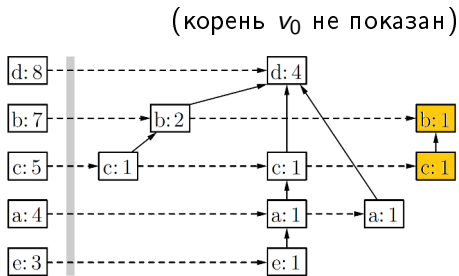 (корень v₀ не показан)
d: 8 d: 4
b: 7 b: 2 b: 1
c: 5 c: 1 c: 1 c: 1
a: 4 a: 1 a: 1
e: 3 e: 1